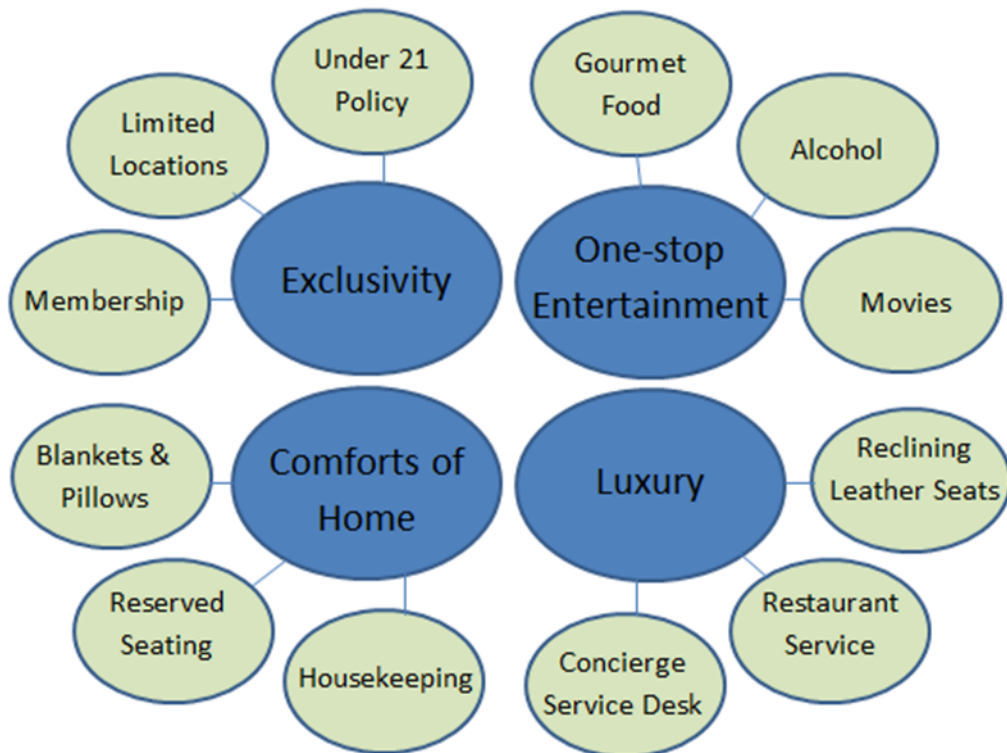 Under 21
Policy
Gourmet
Food
Limited
Locations
Alcohol
Exclusivity
One-stop
Entertainment
Membership
Movies
Blankets &
Pillows
Comforts of
Home
Luxury
Reclining
Leather Seats
Reserved
Seating
Restaurant
Service
Housekeeping
Concierge
Service Desk